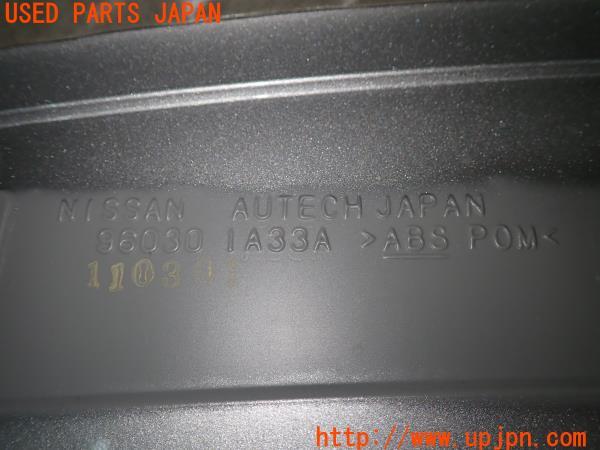 USED PARTS JAPAN
NISSAN AUTECH JAPAN
96030 1A33A >ABS POM<
http://www.upjpn.com/